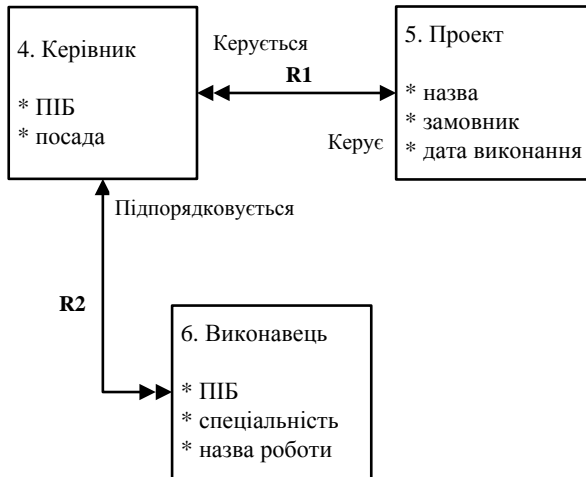 4. Керівник
* ПІБ
* посада
Керується
R1
Керує
5. Проект
* назва
* замовник
* дата виконання
Підпорядковується
R2
6. Виконавець
* ПІБ
* спеціальність
* назва роботи